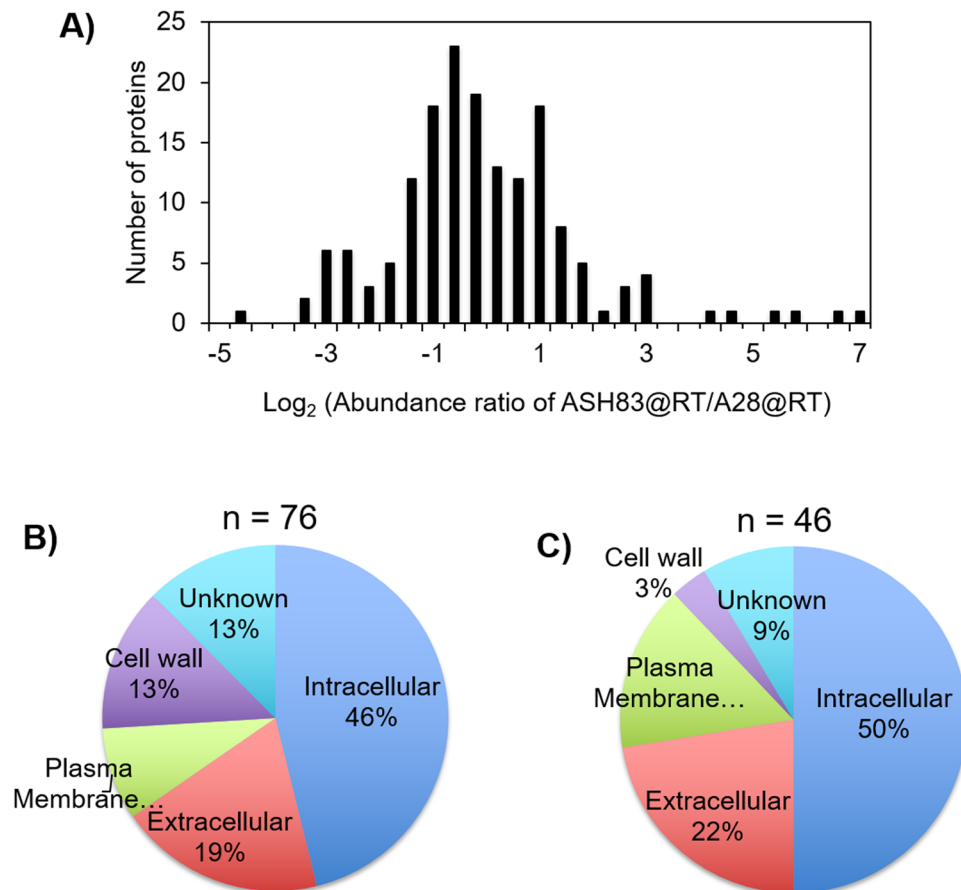 A)
25
20
15
10
5
0
Number of proteins
-5 -3 -1 1 3 5 7
Log₂ (Abundance ratio of ASH83@RT/A28@RT)
B)
n = 76
Unknown
13%
Cell wall
13%
Intracellular
46%
Plasma
Membrane…
Extracellular
19%
C)
n = 46
Cell wall
3%
Unknown
9%
Plasma
Membrane…
Intracellular
50%
Extracellular
22%